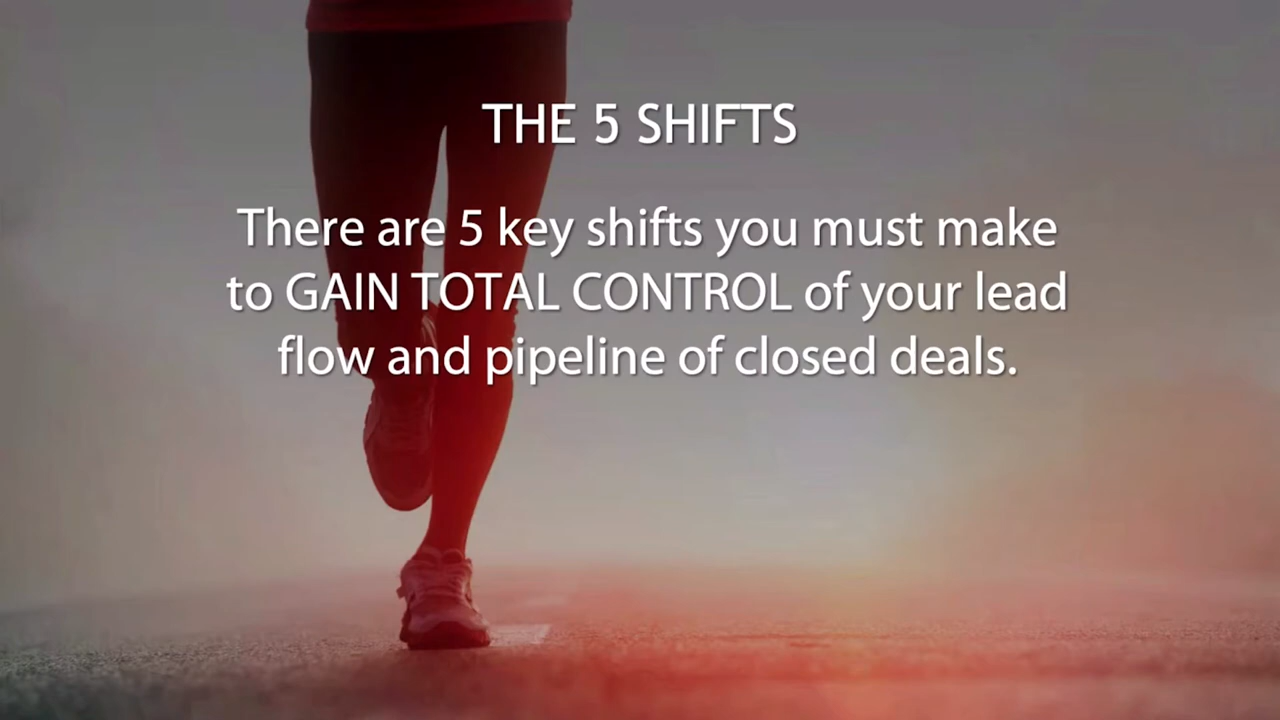 THE 5 SHIFTS
There are 5 key shifts you must make
to GAIN TOTAL CONTROL of your lead
flow and pipeline of closed deals.